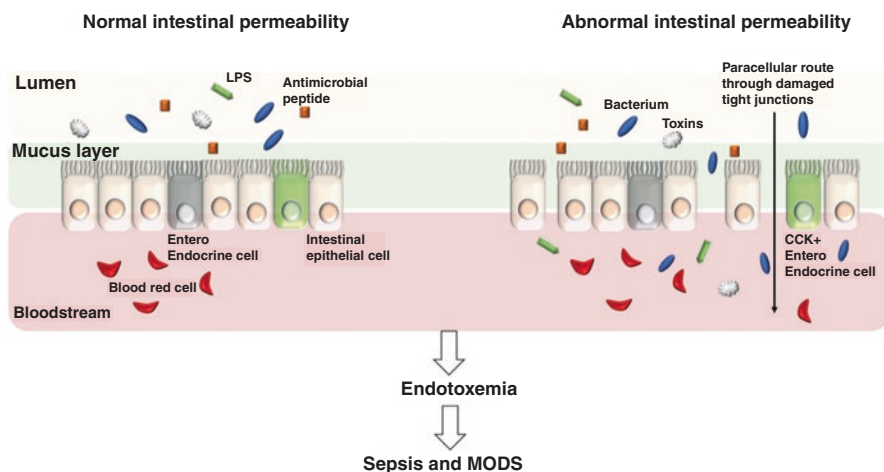 Normal intestinal permeability
Abnormal intestinal permeability
Lumen
LPS
Antimicrobial
peptide
Mucus layer
Entero
Endocrine cell
Intestinal
epithelial cell
Blood red cell
Bloodstream
Bacterium
Toxins
Paracellular route
through damaged
tight junctions
CCK+
Entero
Endocrine cell
Endotoxemia
Sepsis and MODS